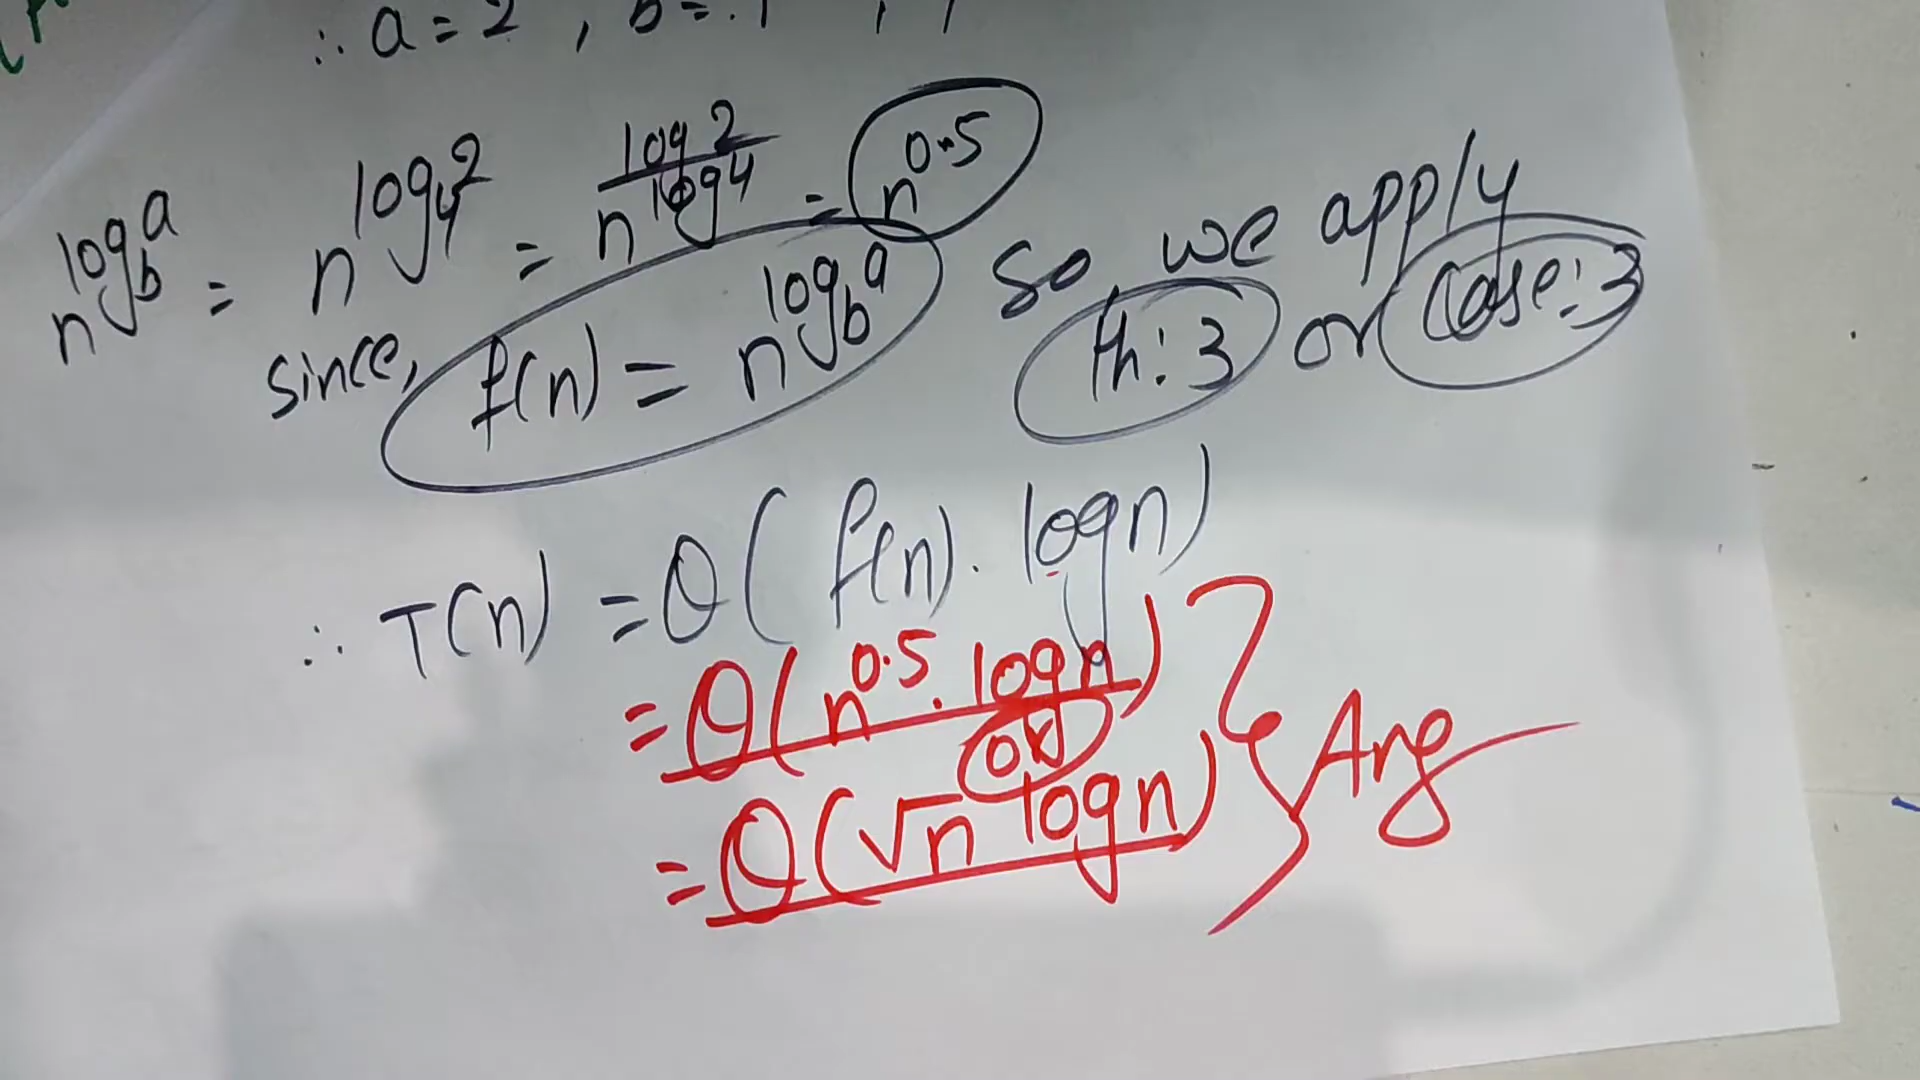 ∴ a = 2 , b =
n^(log_b a) = n^(log_4 2) = n^(log 2 / log 4) = n^0.5
since, f(n) = n^(log_b a) so we apply th: 3 or case: 3
∴ T(n) = θ( f(n). log n)
= θ( n^0.5 . log n)
or
= θ( √n log n)
Ans